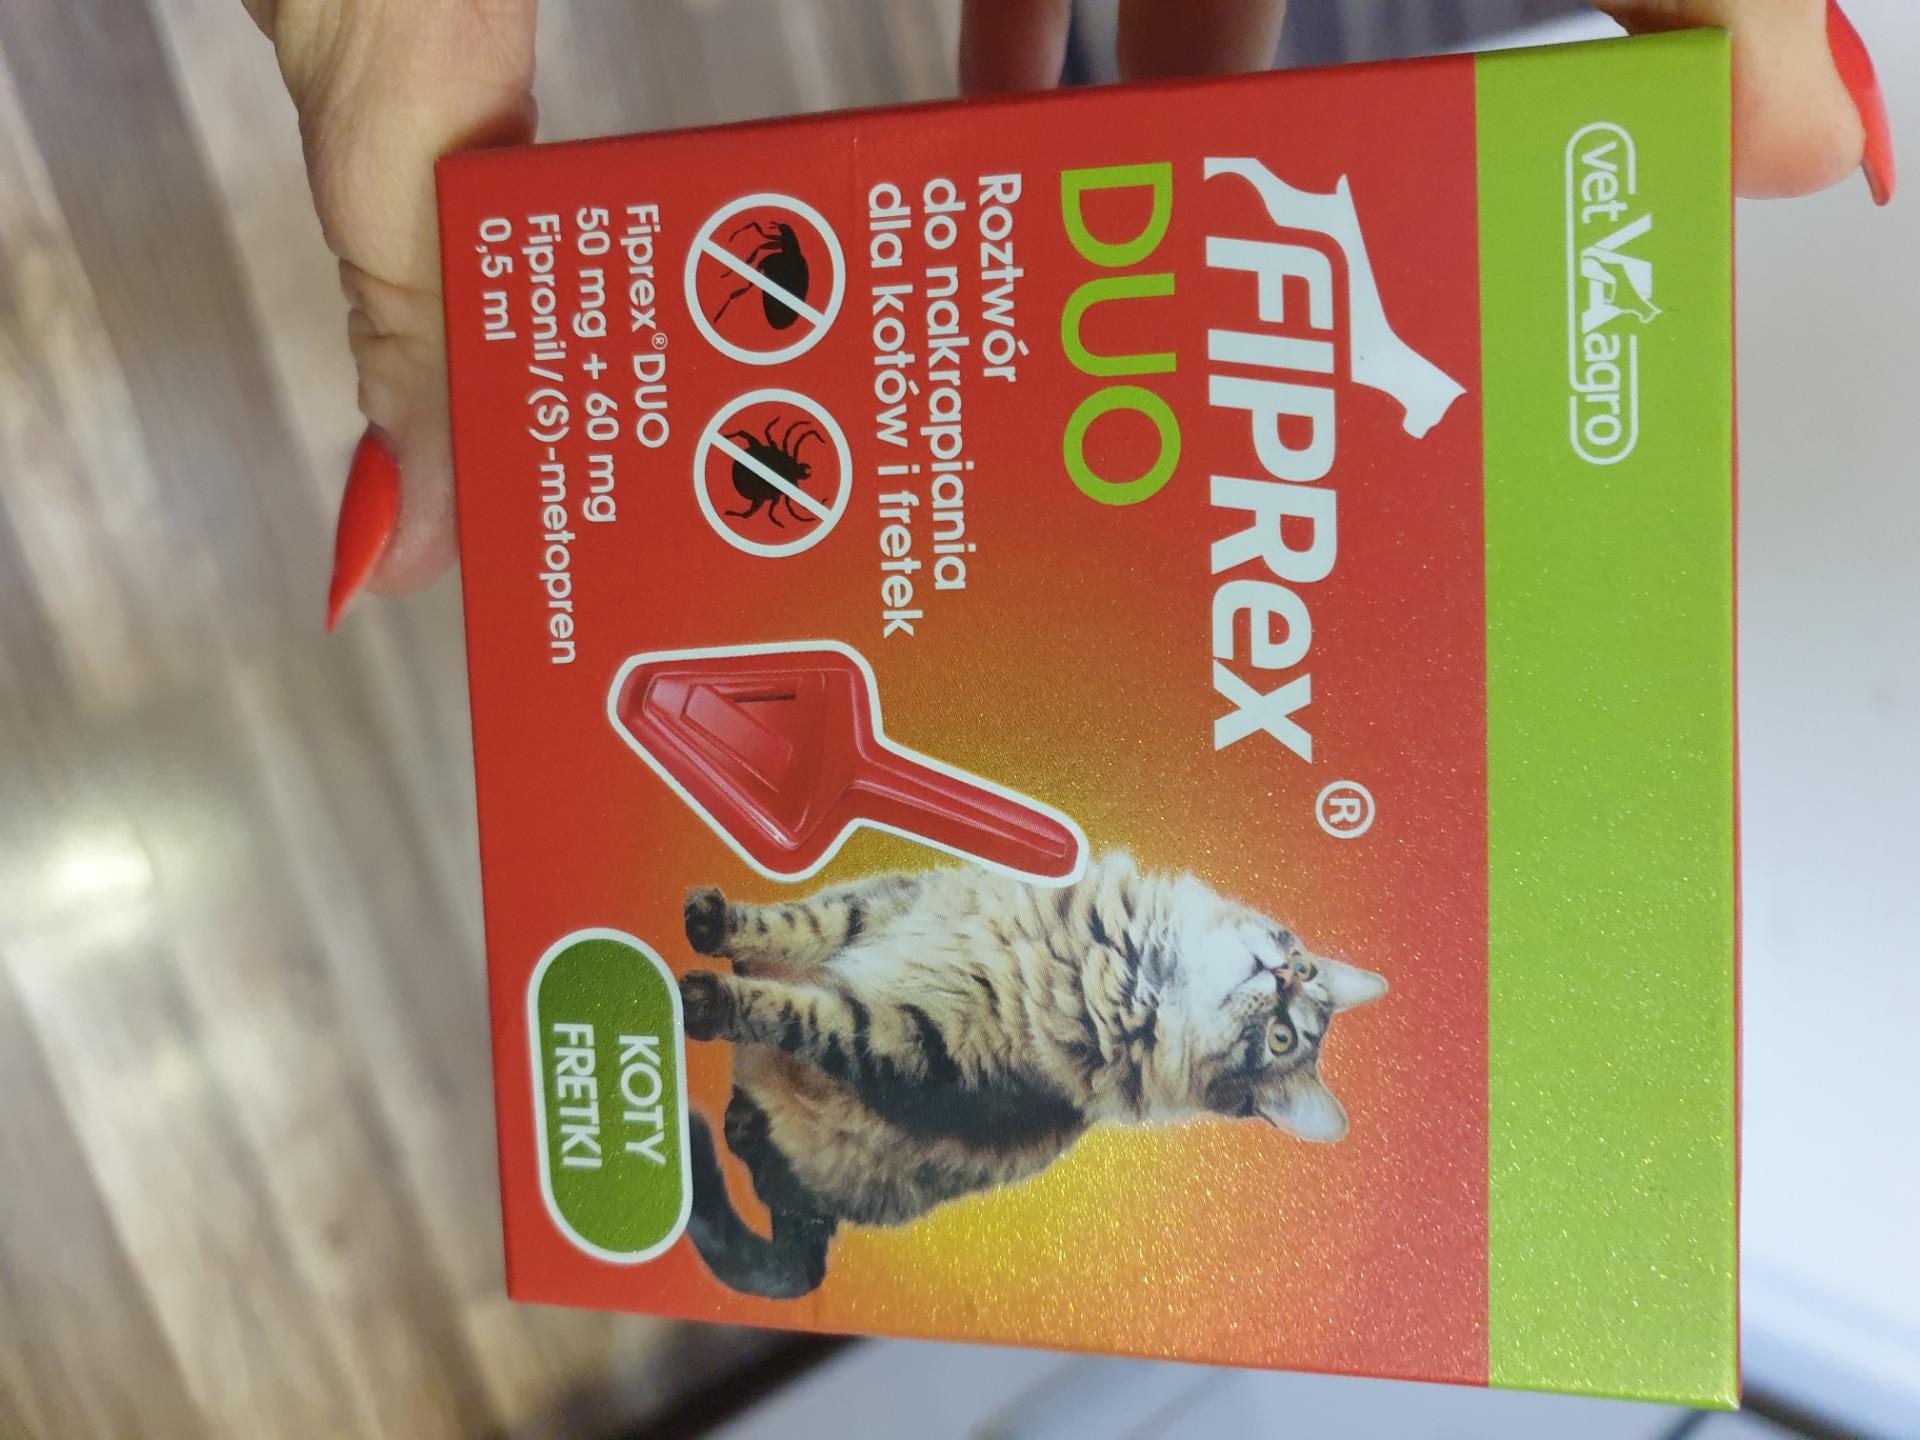 vet Agro
FIPRex ®
DUO
Roztwór
do nakrapiania
dla kotów i fretek
Fiprex® DUO
50 mg + 60 mg
Fipronil/(S)-metopren
0,5 ml
KOTY
FRETKI